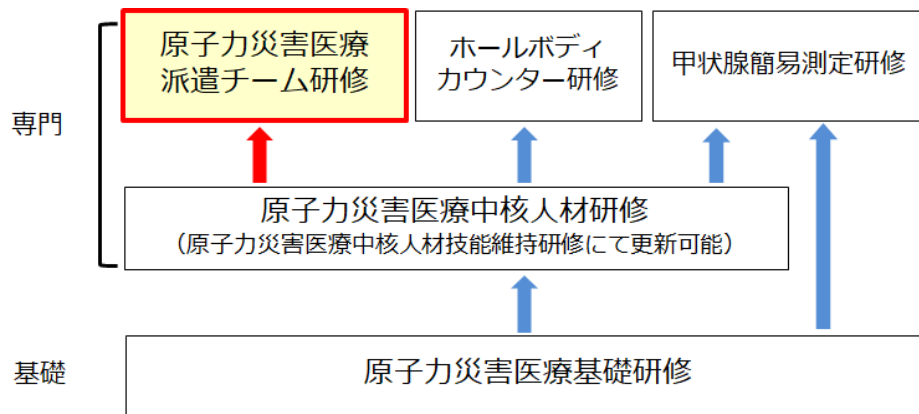 原子力災害医療
派遣チーム研修
ホールボディ
カウンター研修
甲状腺簡易測定研修
専門
原子力災害医療中核人材研修
（原子力災害医療中核人材技能維持研修にて更新可能）
基礎
原子力災害医療基礎研修